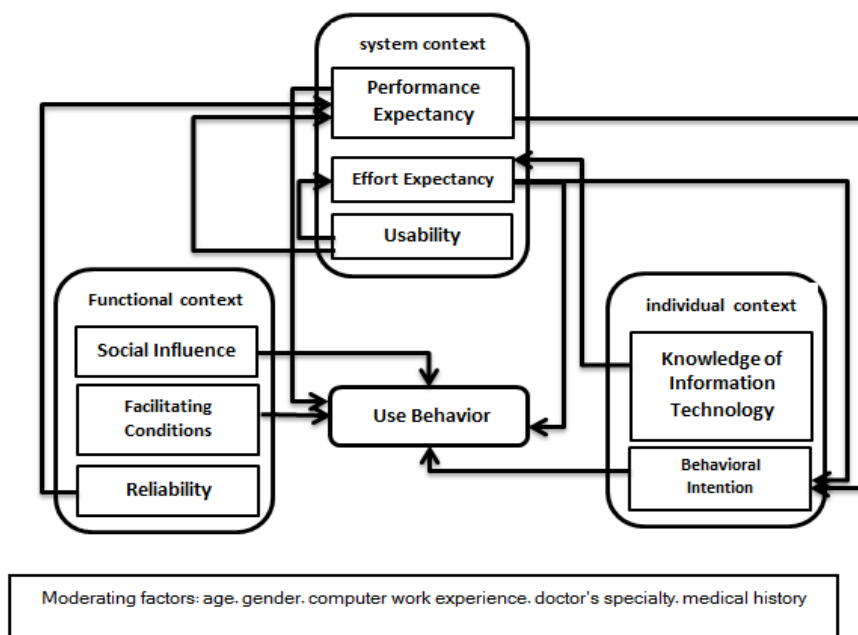 system context
Performance
Expectancy
Effort Expectancy
Usability
Functional context
Social Influence
Facilitating
Conditions
Reliability
Use Behavior
individual context
Knowledge of
Information
Technology
Behavioral
Intention
Moderating factors: age. gender. computer work experience. doctor's specialty. medical history